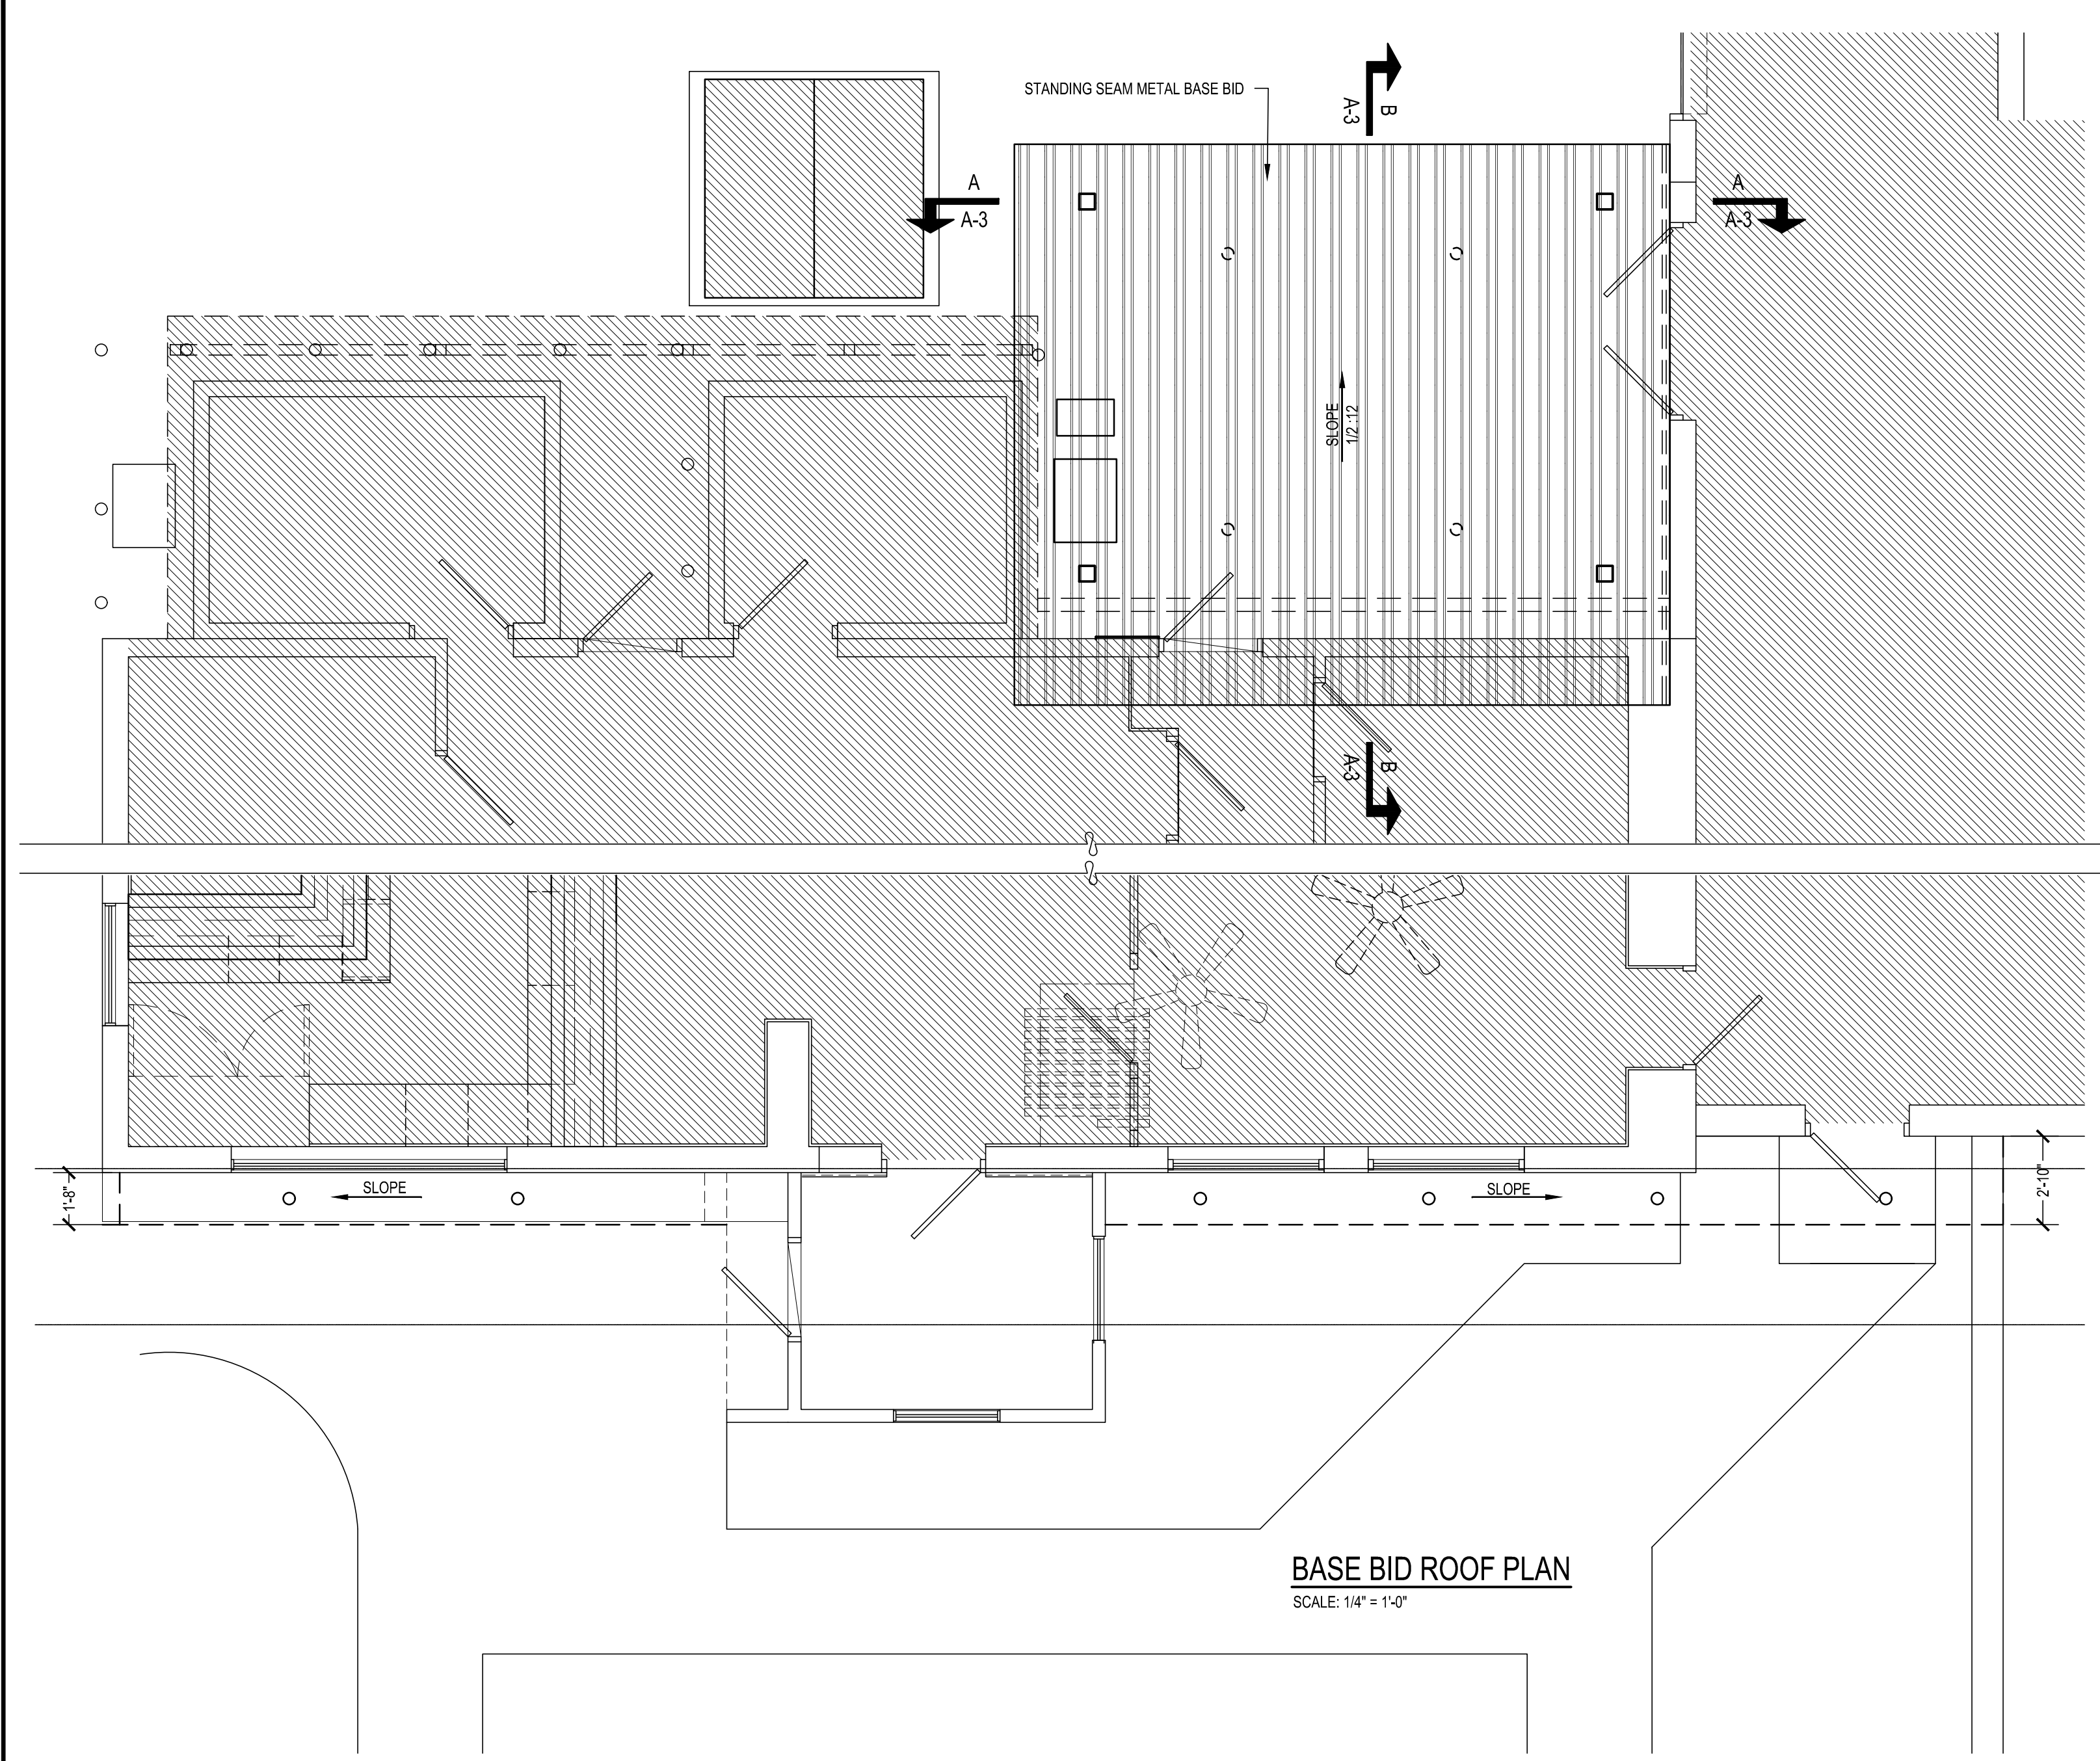 STANDING SEAM METAL BASE BID
B
A-3
A
A-3
A
A-3
SLOPE
1/2 :12
B
A-3
1'-8"
SLOPE
SLOPE
2'-10"
BASE BID ROOF PLAN
SCALE: 1/4" = 1'-0"